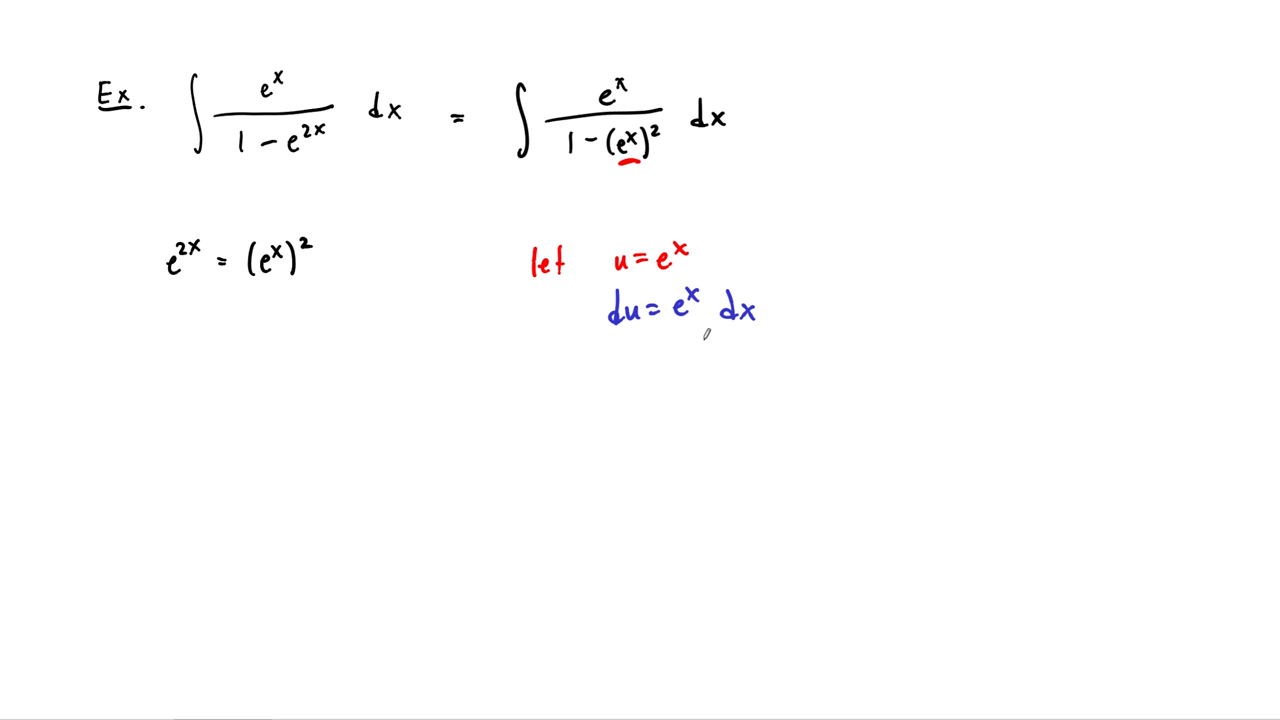 Ex. ∫ e^x / (1 − e^{2x}) dx = ∫ e^x / (1 − (e^x)^2) dx
e^{2x} = (e^x)^2
let u = e^x
du = e^x dx